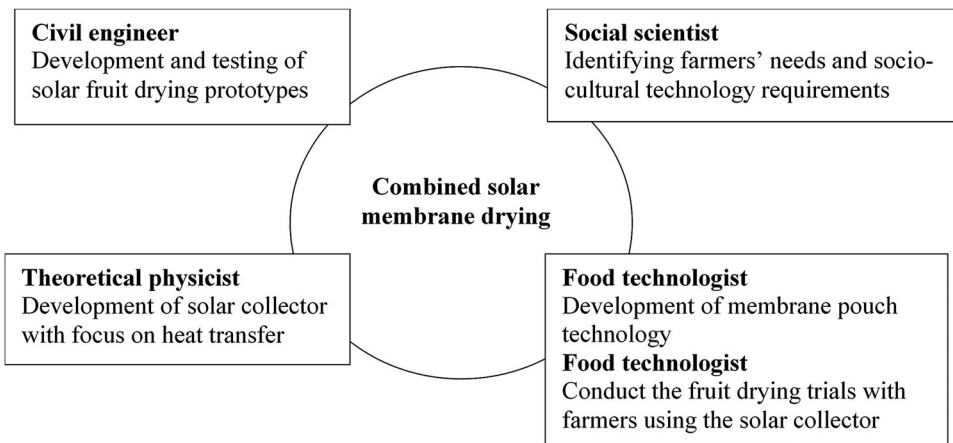 Civil engineer
Development and testing of
solar fruit drying prototypes
Social scientist
Identifying farmers’ needs and socio-
cultural technology requirements
Combined solar
membrane drying
Theoretical physicist
Development of solar collector
with focus on heat transfer
Food technologist
Development of membrane pouch
technology
Food technologist
Conduct the fruit drying trials with
farmers using the solar collector